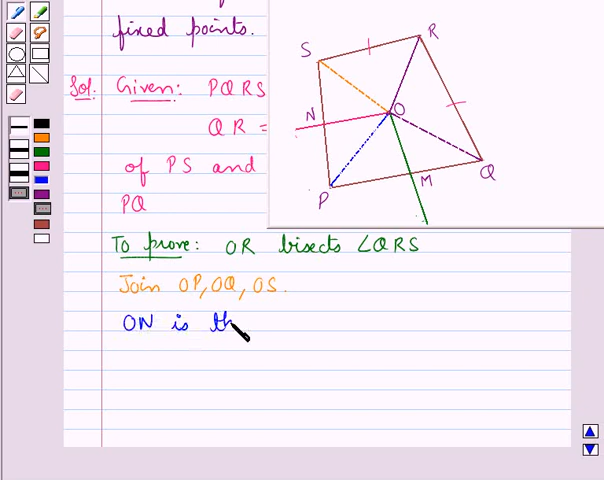 fixed points.
Sol. Given: PQRS
QR =
of PS and
PQ
To prove: OR bisects ∠QRS
Join OP, OQ, OS.
ON is th
S
R
N
O
P
M
Q